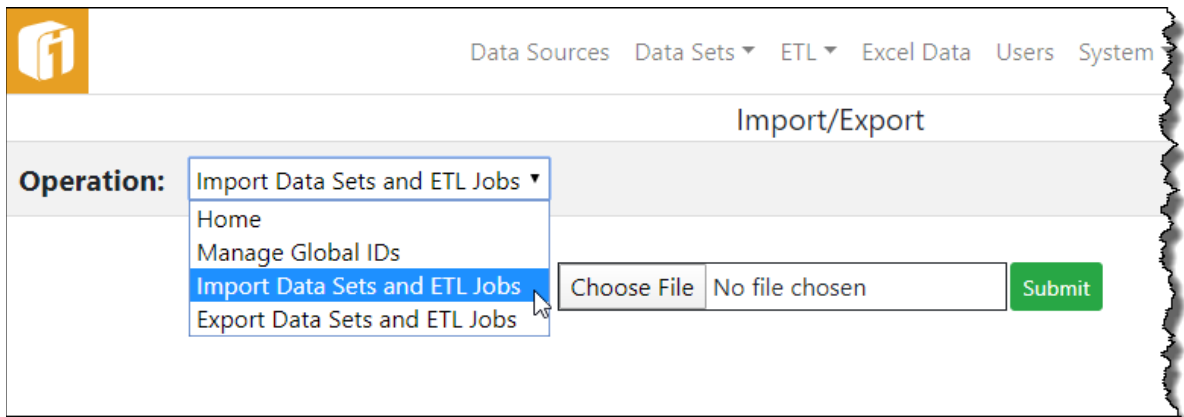 Data Sources Data Sets ETL Excel Data Users System
Import/Export
Operation: Import Data Sets and ETL Jobs
Home
Manage Global IDs
Import Data Sets and ETL Jobs
Choose File No file chosen Submit
Export Data Sets and ETL Jobs